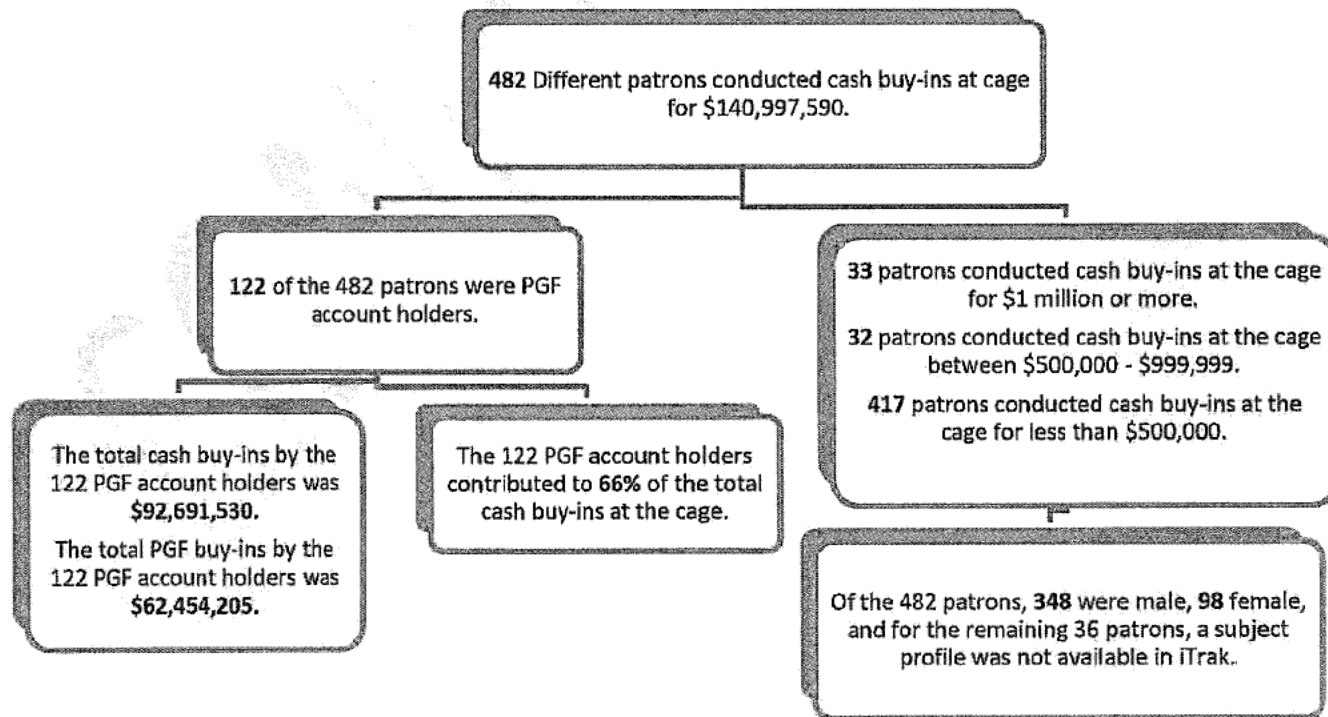 482 Different patrons conducted cash buy-ins at cage
for $140,997,590.
122 of the 482 patrons were PGF
account holders.
33 patrons conducted cash buy-ins at the cage
for $1 million or more.
32 patrons conducted cash buy-ins at the cage
between $500,000 - $999,999.
417 patrons conducted cash buy-ins at the
cage for less than $500,000.
The total cash buy-ins by the
122 PGF account holders was
$92,691,530.
The total PGF buy-ins by the
122 PGF account holders was
$62,454,205.
The 122 PGF account holders
contributed to 66% of the total
cash buy-ins at the cage.
Of the 482 patrons, 348 were male, 98 female,
and for the remaining 36 patrons, a subject
profile was not available in iTrak.